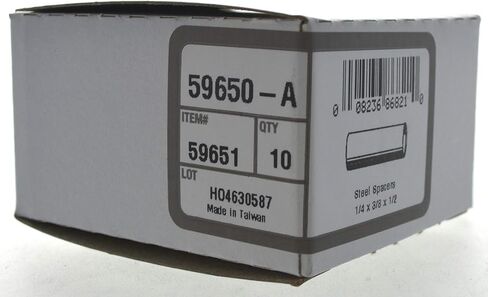 59650-A
ITEM# QTY
59651 10
LOT
HO4630587
Made in Taiwan
0 08236 86821 0
Steel Spacers
1/4 x 3/8 x 1/2